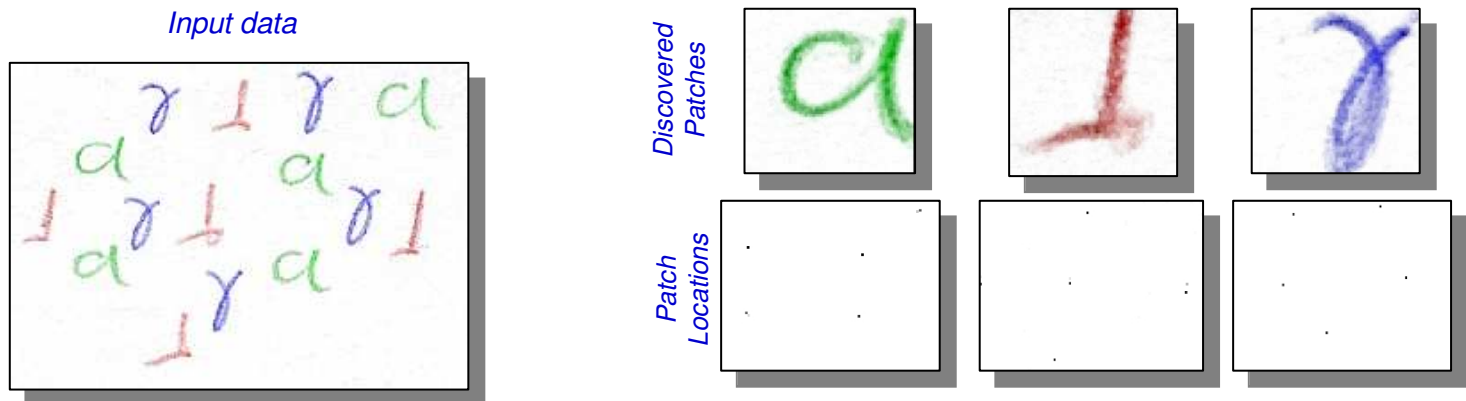 Input data
Discovered
Patches
Patch
Locations
γ ⊥ γ a
a a
⊥ γ ⊥ γ ⊥
a a
γ
⊥
a ⊥ γ